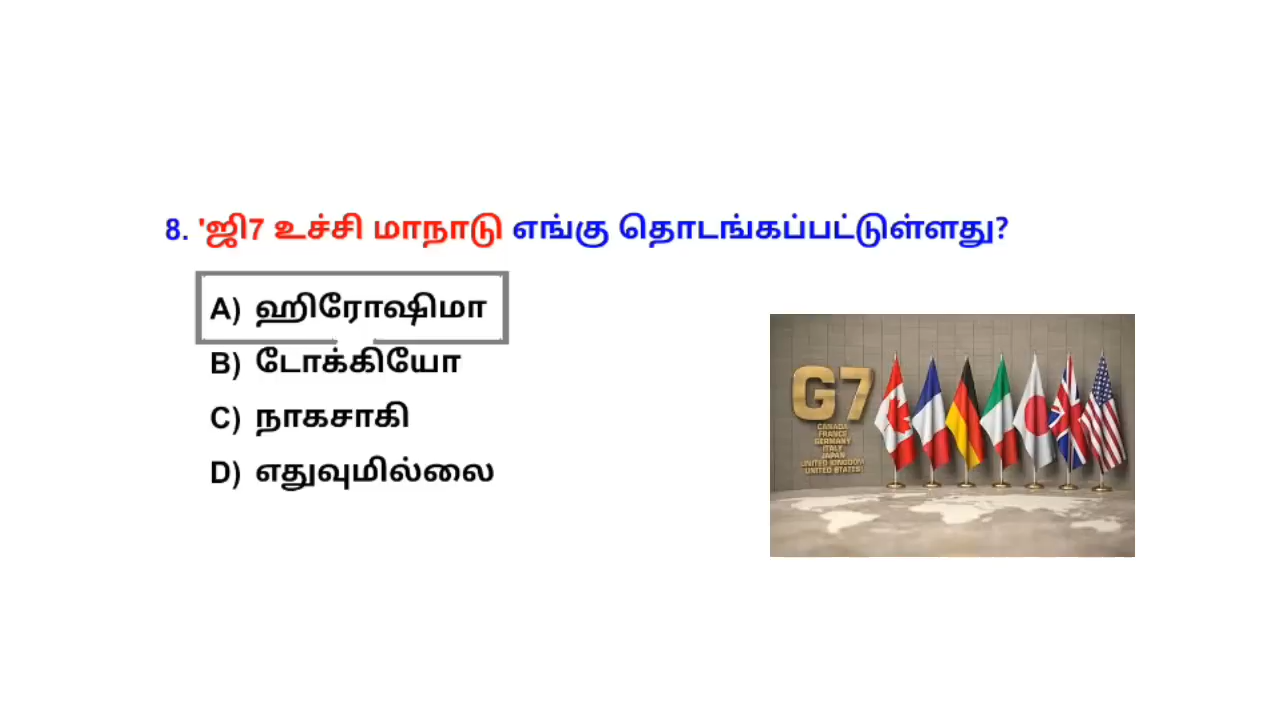 8. 'ஜி7 உச்சி மாநாடு எங்கு தொடங்கப்பட்டுள்ளது?
A) ஹிரோஷிமா
B) டோக்கியோ
C) நாகசாகி
D) எதுவுமில்லை
G7
CANADA
FRANCE
GERMANY
ITALY
JAPAN
UNITED KINGDOM
UNITED STATES